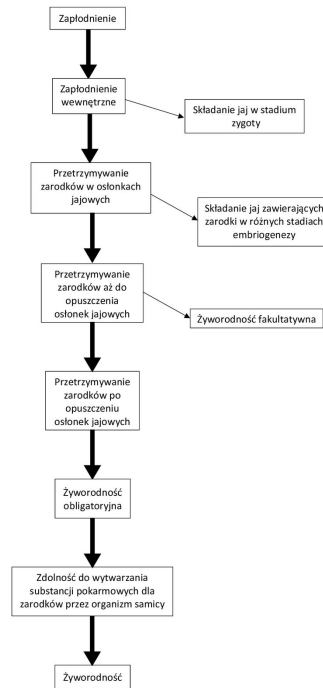 Zapłodnienie
Zapłodnienie
wewnętrzne
Składanie jaj w stadium
zygoty
Przetrzymywanie
zarodków w osłonkach
jajowych
Składanie jaj zawierających
zarodki w różnych stadiach
embriogenezy
Przetrzymywanie
zarodków aż do
opuszczenia
osłonek jajowych
Żyworodność fakultatywna
Przetrzymywanie
zarodków po
opuszczeniu
osłonek jajowych
Żyworodność
obligatoryjna
Zdolność do wytwarzania
substancji pokarmowych dla
zarodków przez organizm samicy
Żyworodność